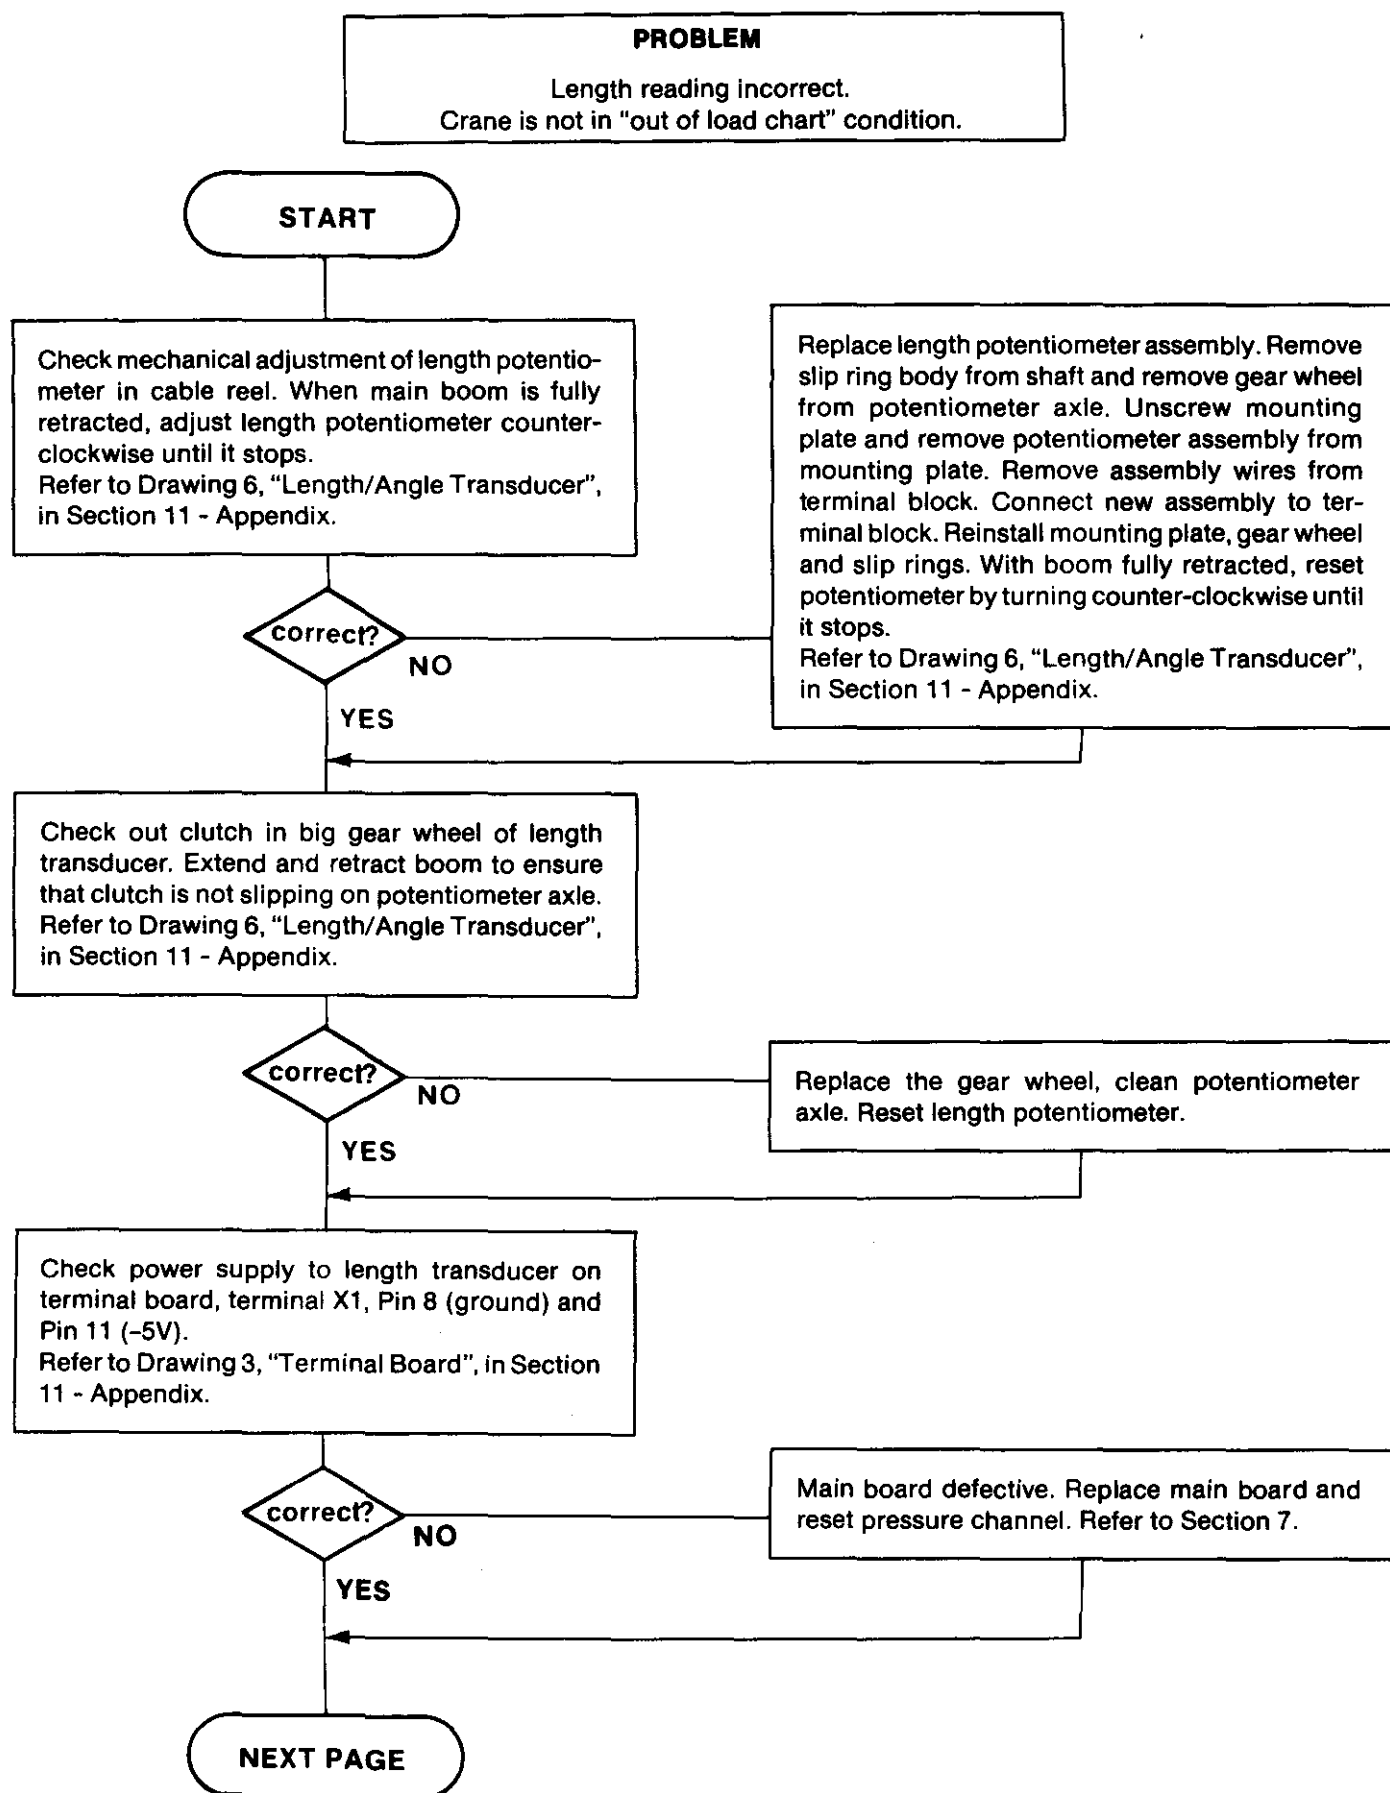 PROBLEM
Length reading incorrect.
Crane is not in “out of load chart” condition.
START
Check mechanical adjustment of length potentio-
meter in cable reel. When main boom is fully
retracted, adjust length potentiometer counter-
clockwise until it stops.
Refer to Drawing 6, “Length/Angle Transducer”,
in Section 11 - Appendix.
Replace length potentiometer assembly. Remove
slip ring body from shaft and remove gear wheel
from potentiometer axle. Unscrew mounting
plate and remove potentiometer assembly from
mounting plate. Remove assembly wires from
terminal block. Connect new assembly to ter-
minal block. Reinstall mounting plate, gear wheel
and slip rings. With boom fully retracted, reset
potentiometer by turning counter-clockwise until
it stops.
Refer to Drawing 6, “Length/Angle Transducer”,
in Section 11 - Appendix.
correct?
NO
YES
Check out clutch in big gear wheel of length
transducer. Extend and retract boom to ensure
that clutch is not slipping on potentiometer axle.
Refer to Drawing 6, “Length/Angle Transducer”,
in Section 11 - Appendix.
correct?
NO
Replace the gear wheel, clean potentiometer
axle. Reset length potentiometer.
YES
Check power supply to length transducer on
terminal board, terminal X1, Pin 8 (ground) and
Pin 11 (–5V).
Refer to Drawing 3, “Terminal Board”, in Section
11 - Appendix.
correct?
NO
Main board defective. Replace main board and
reset pressure channel. Refer to Section 7.
YES
NEXT PAGE